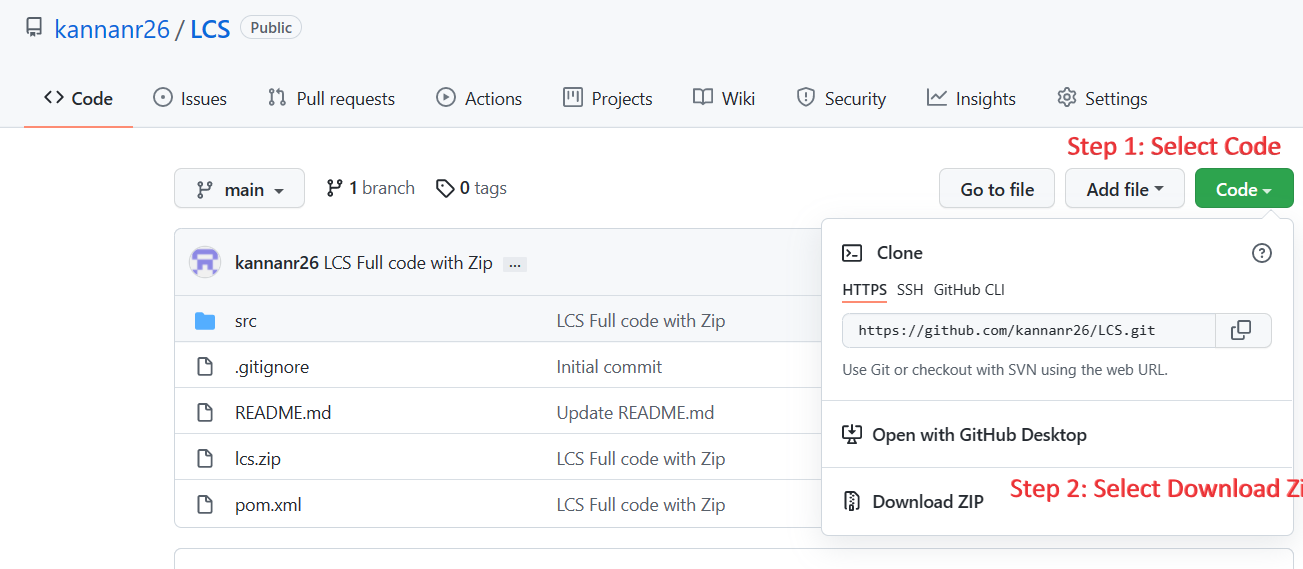 kannanr26 / LCS Public
Code Issues Pull requests Actions Projects Wiki Security Insights Settings
Step 1: Select Code
main 1 branch 0 tags Go to file Add file Code
kannanr26 LCS Full code with Zip ...
src LCS Full code with Zip
.gitignore Initial commit
README.md Update README.md
lcs.zip LCS Full code with Zip
pom.xml LCS Full code with Zip
Clone
HTTPS SSH GitHub CLI
https://github.com/kannanr26/LCS.git
Use Git or checkout with SVN using the web URL.
Open with GitHub Desktop
Step 2: Select Download Zi
Download ZIP